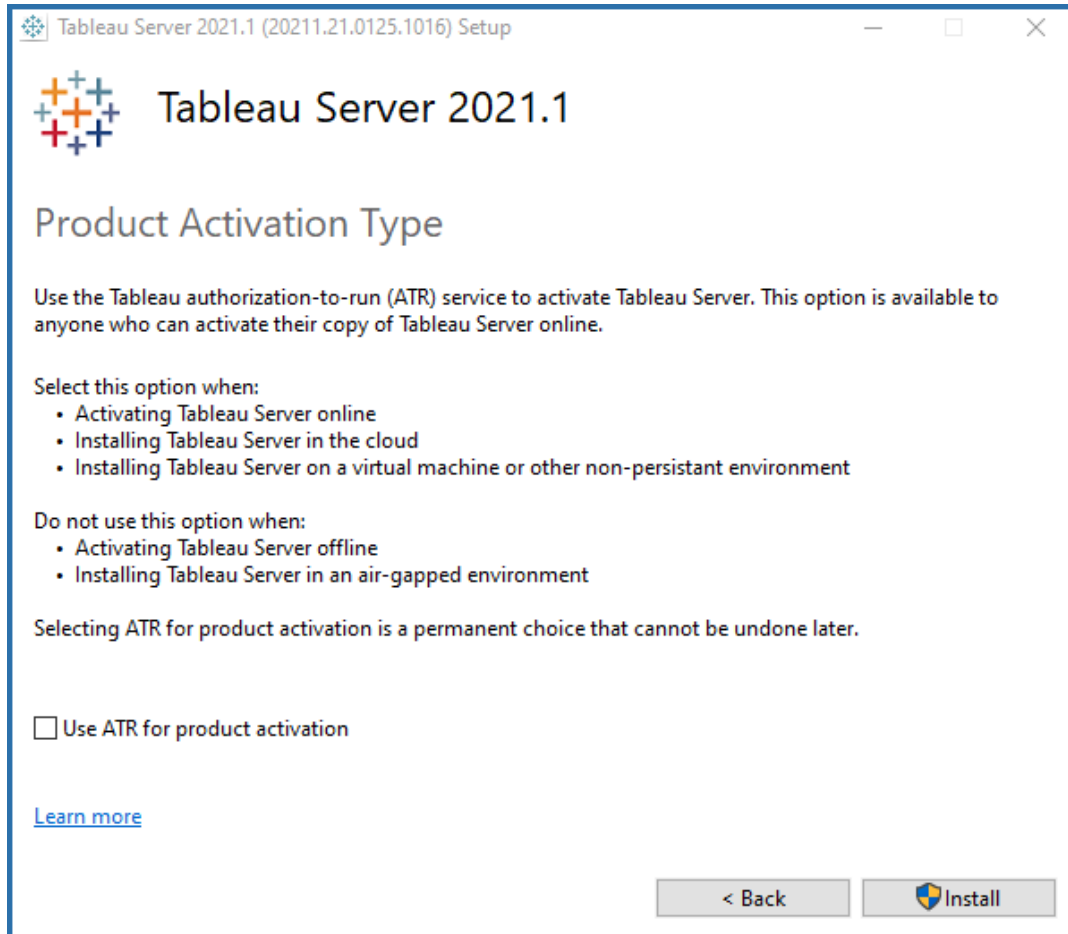 Tableau Server 2021.1 (20211.21.0125.1016) Setup
Tableau Server 2021.1
Product Activation Type
Use the Tableau authorization-to-run (ATR) service to activate Tableau Server. This option is available to
anyone who can activate their copy of Tableau Server online.
Select this option when:
• Activating Tableau Server online
• Installing Tableau Server in the cloud
• Installing Tableau Server on a virtual machine or other non-persistant environment
Do not use this option when:
• Activating Tableau Server offline
• Installing Tableau Server in an air-gapped environment
Selecting ATR for product activation is a permanent choice that cannot be undone later.
Use ATR for product activation
Learn more
< Back
Install